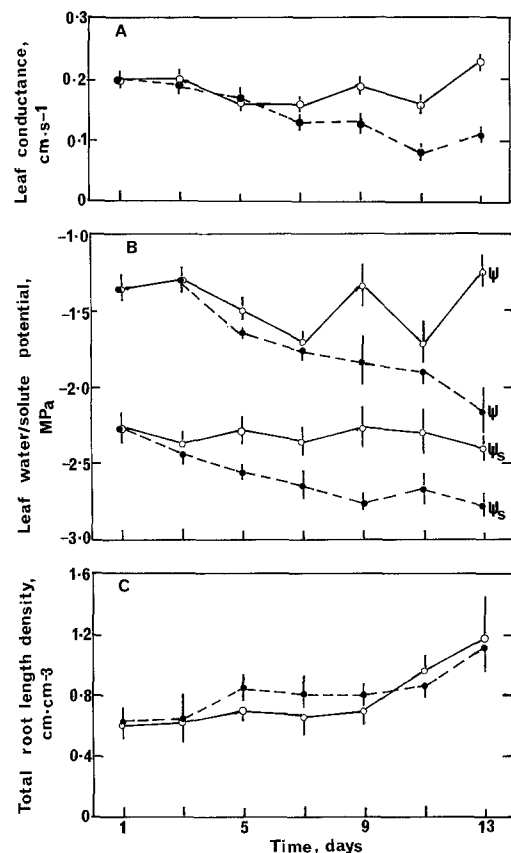 A
0·3
0·2
0·1
0
Leaf conductance,
cm·s–1
B
–1·0
–1·5
–2·0
–2·5
–3·0
Leaf water/solute potential,
MPa
Ψ
Ψ
Ψs
Ψs
C
1·6
1·2
0·8
0·4
0
Total root length density,
cm·cm-3
1
5
9
13
Time, days